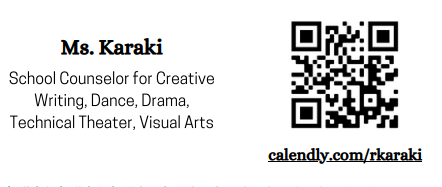 Ms. Karaki
School Counselor for Creative
Writing, Dance, Drama,
Technical Theater, Visual Arts
calendly.com/rkaraki